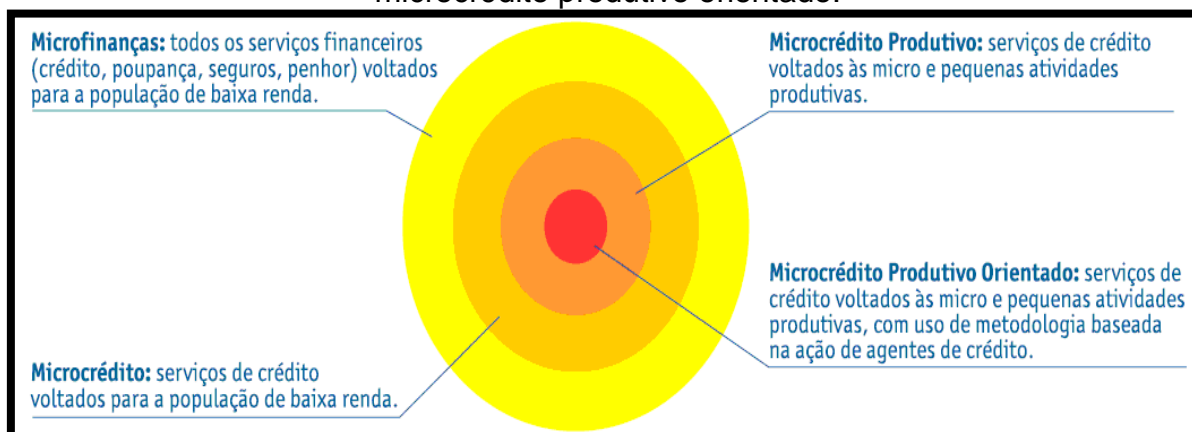 microcrédito produtivo orientado.
Microfinanças: todos os serviços financeiros
(crédito, poupança, seguros, penhor) voltados
para a população de baixa renda.
Microcrédito Produtivo: serviços de crédito
voltados às micro e pequenas atividades
produtivas.
Microcrédito Produtivo Orientado: serviços de
crédito voltados às micro e pequenas atividades
produtivas, com uso de metodologia baseada
na ação de agentes de crédito.
Microcrédito: serviços de crédito
voltados para a população de baixa renda.